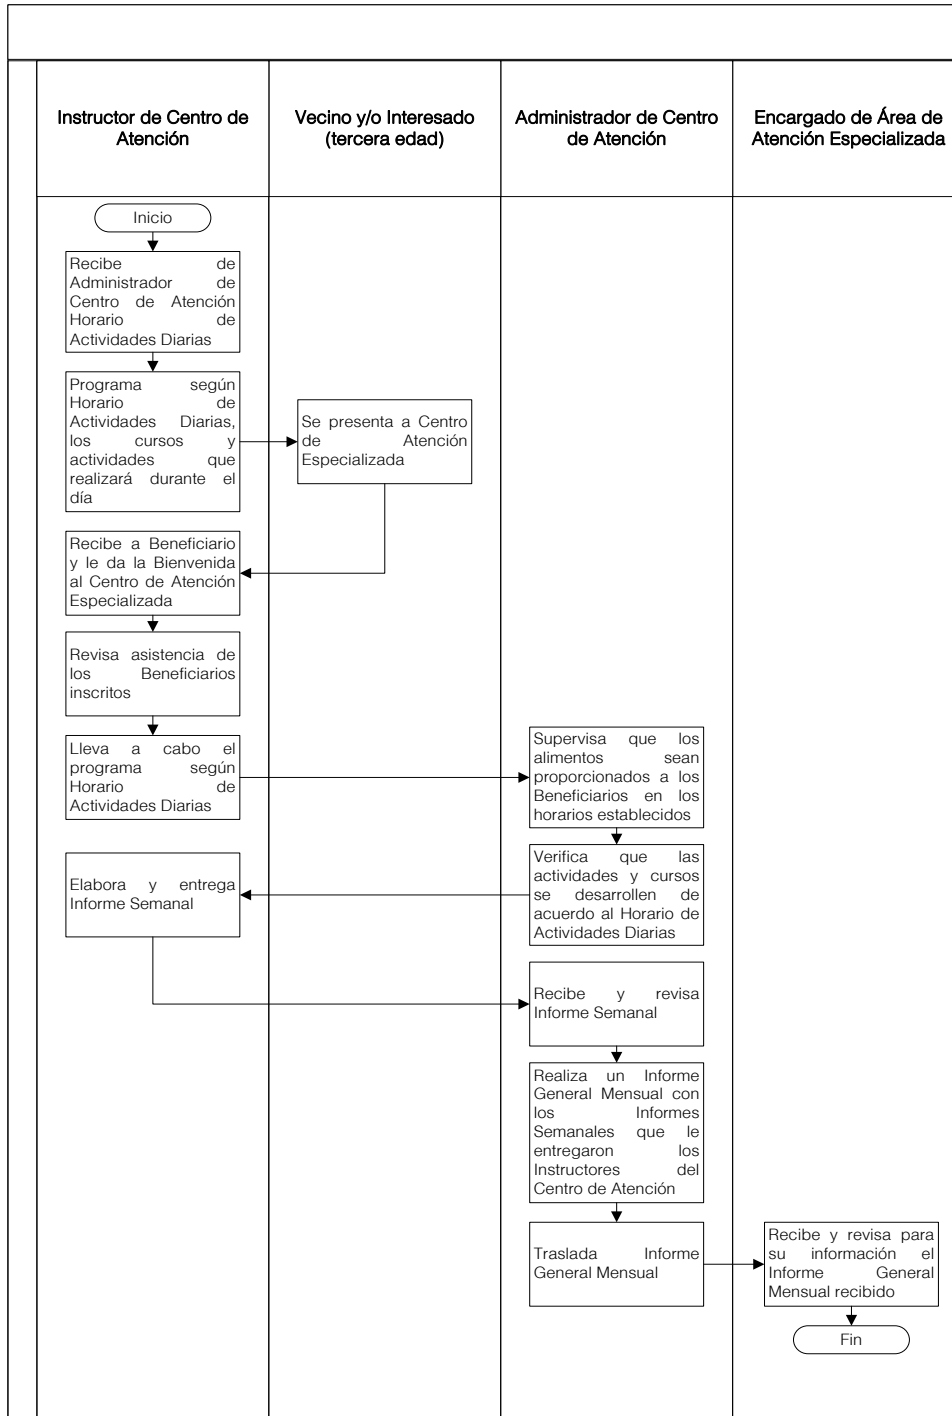 Instructor de Centro de
Atención
Vecino y/o Interesado
(tercera edad)
Administrador de Centro
de Atención
Encargado de Área de
Atención Especializada
Inicio
Recibe de
Administrador de
Centro de Atención
Horario de
Actividades Diarias
Programa según
Horario de
Actividades Diarias,
los cursos y
actividades que
realizará durante el
día
Se presenta a Centro
de Atención
Especializada
Recibe a Beneficiario
y le da la Bienvenida
al Centro de Atención
Especializada
Revisa asistencia de
los Beneficiarios
inscritos
Lleva a cabo el
programa según
Horario de
Actividades Diarias
Supervisa que los
alimentos sean
proporcionados a los
Beneficiarios en los
horarios establecidos
Verifica que las
actividades y cursos
se desarrollen de
acuerdo al Horario de
Actividades Diarias
Elabora y entrega
Informe Semanal
Recibe y revisa
Informe Semanal
Realiza un Informe
General Mensual con
los Informes
Semanales que le
entregaron los
Instructores del
Centro de Atención
Traslada Informe
General Mensual
Recibe y revisa para
su información el
Informe General
Mensual recibido
Fin